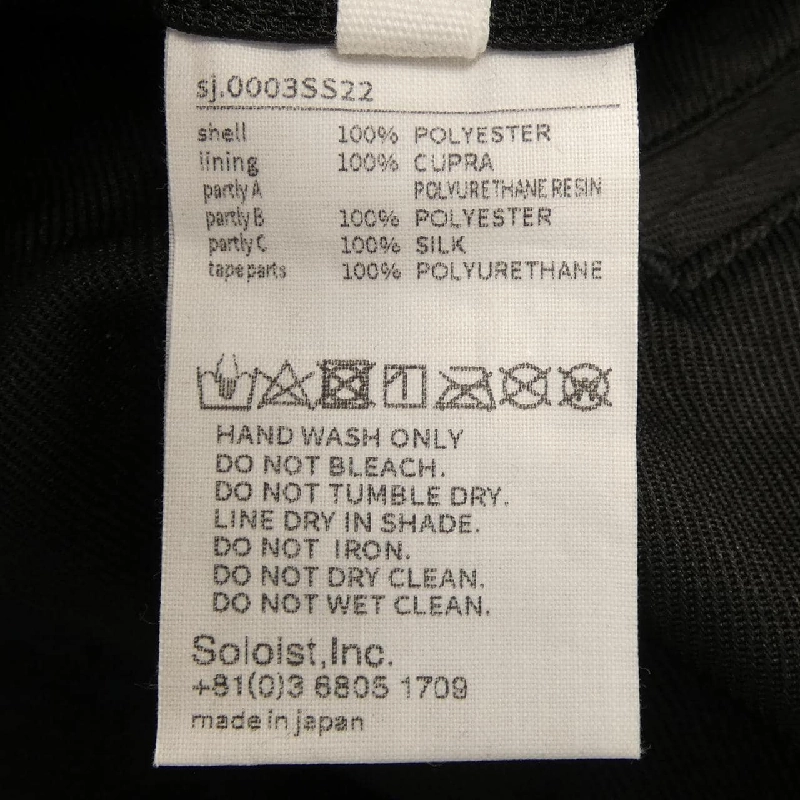 sj.0003SS22
shell 100% POLYESTER
lining 100% CUPRA
partly A POLYURETHANE RESIN
partly B 100% POLYESTER
partly C 100% SILK
tape parts 100% POLYURETHANE
HAND WASH ONLY
DO NOT BLEACH.
DO NOT TUMBLE DRY.
LINE DRY IN SHADE.
DO NOT IRON.
DO NOT DRY CLEAN.
DO NOT WET CLEAN.
Soloist,Inc.
+81(0)3 6805 1709
made in japan